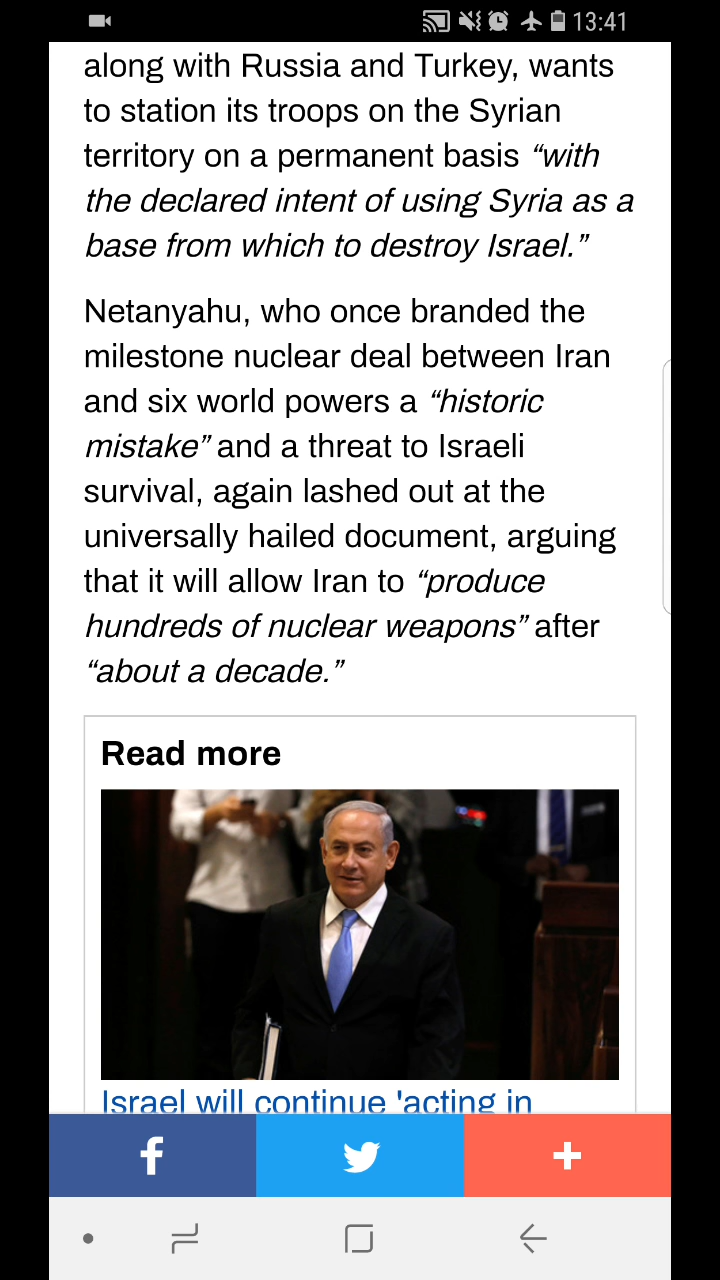 13:41
along with Russia and Turkey, wants
to station its troops on the Syrian
territory on a permanent basis “with
the declared intent of using Syria as a
base from which to destroy Israel.”
Netanyahu, who once branded the
milestone nuclear deal between Iran
and six world powers a “historic
mistake” and a threat to Israeli
survival, again lashed out at the
universally hailed document, arguing
that it will allow Iran to “produce
hundreds of nuclear weapons” after
“about a decade.”
Read more
Israel will continue 'acting in
f
+